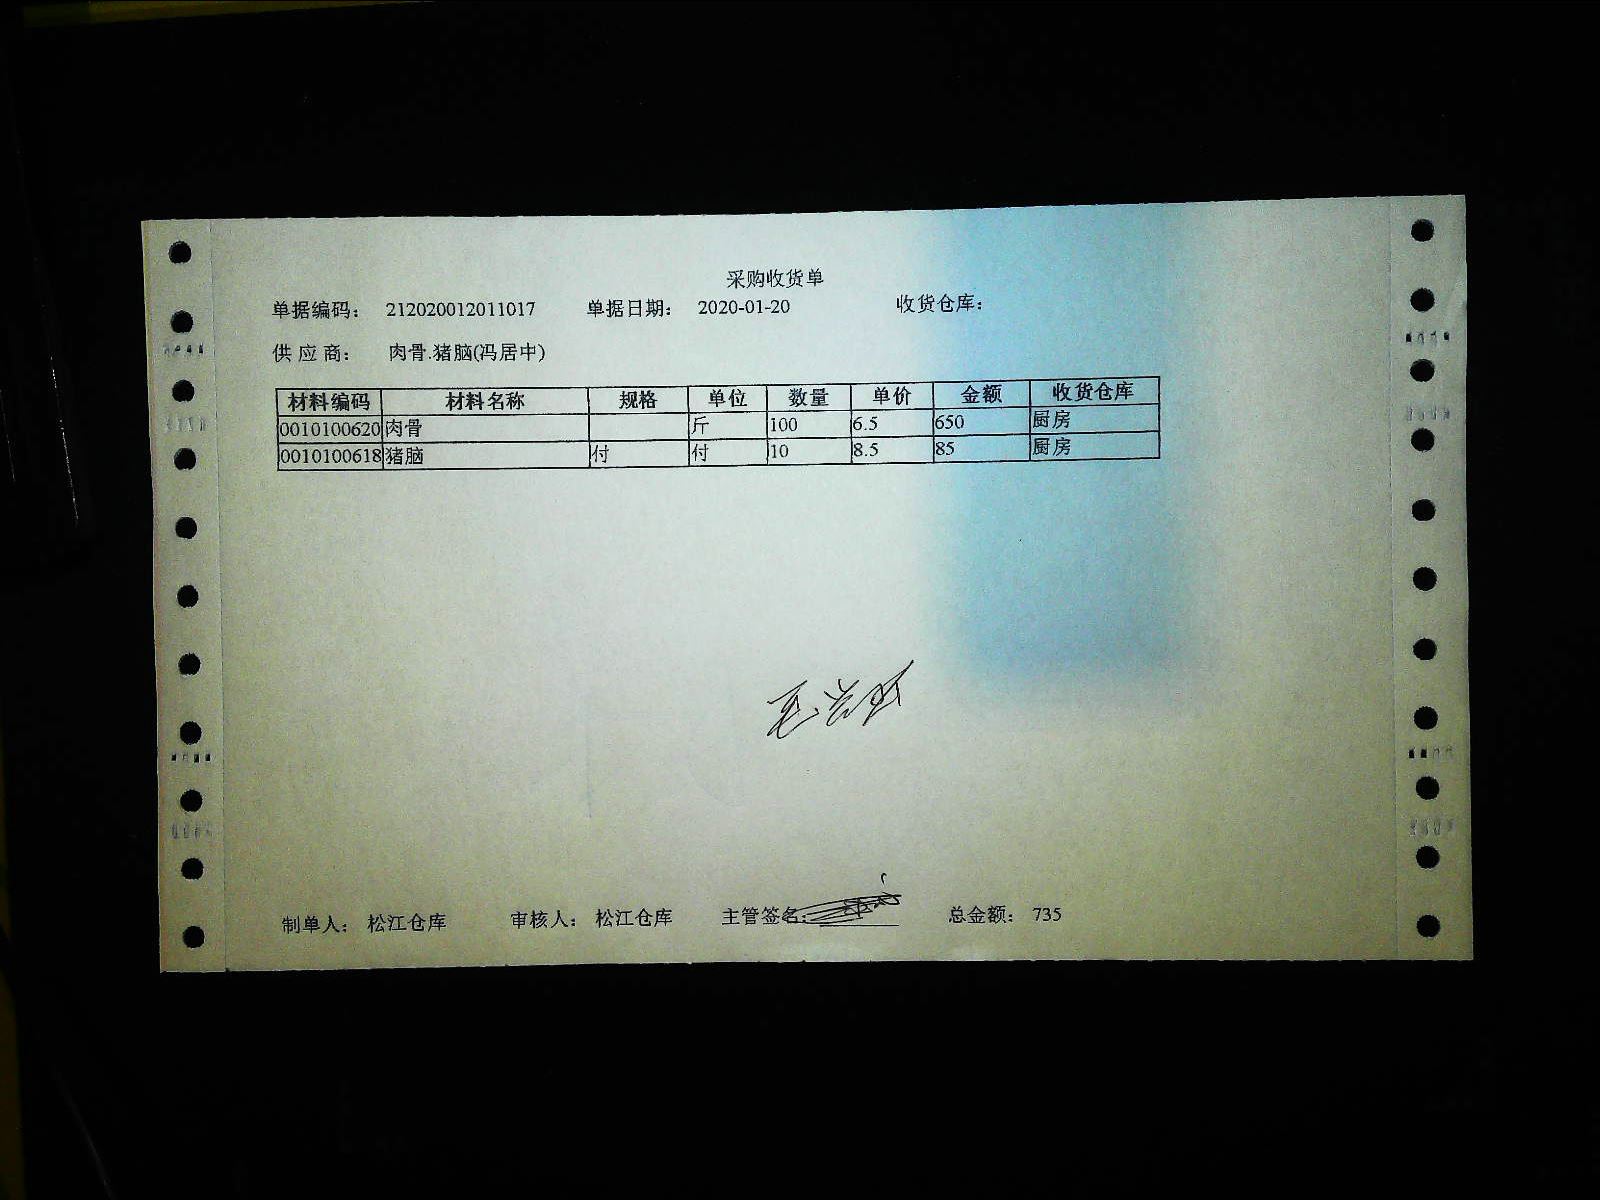 采购收货单
单据编码： 212020012011017 单据日期： 2020-01-20 收货仓库：
供 应 商： 肉骨.猪脑(冯居中)
材料编码 材料名称 规格 单位 数量 单价 金额 收货仓库
0010100620 肉骨 斤 100 6.5 650 厨房
0010100618 猪脑 付 付 10 8.5 85 厨房
制单人： 松江仓库 审核人： 松江仓库 主管签名： 总金额： 735